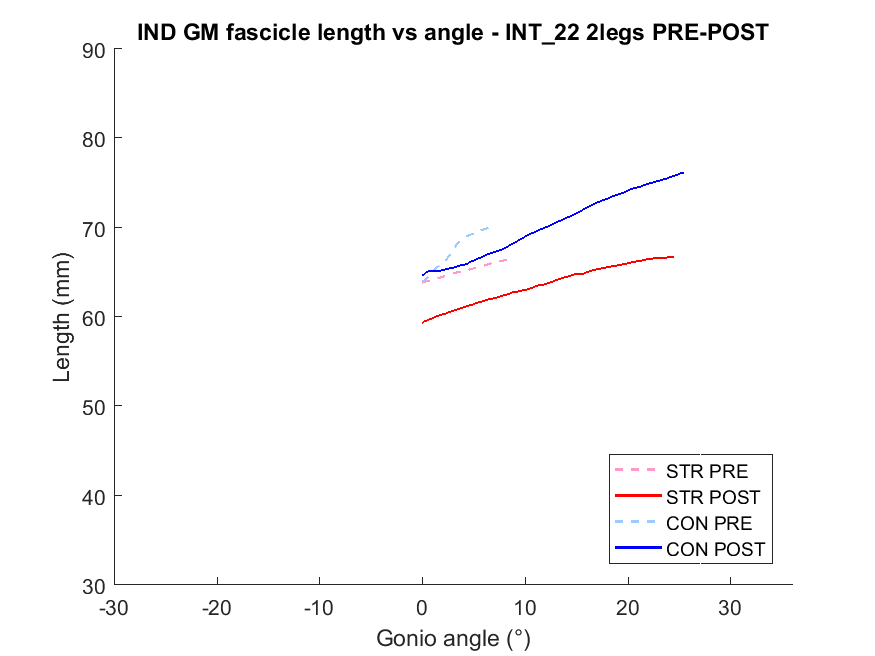 IND GM fascicle length vs angle - INT_22 2legs PRE-POST
90
80
70
60
50
40
30
Length (mm)
-30
-20
-10
0
10
20
30
Gonio angle (°)
STR PRE
STR POST
CON PRE
CON POST